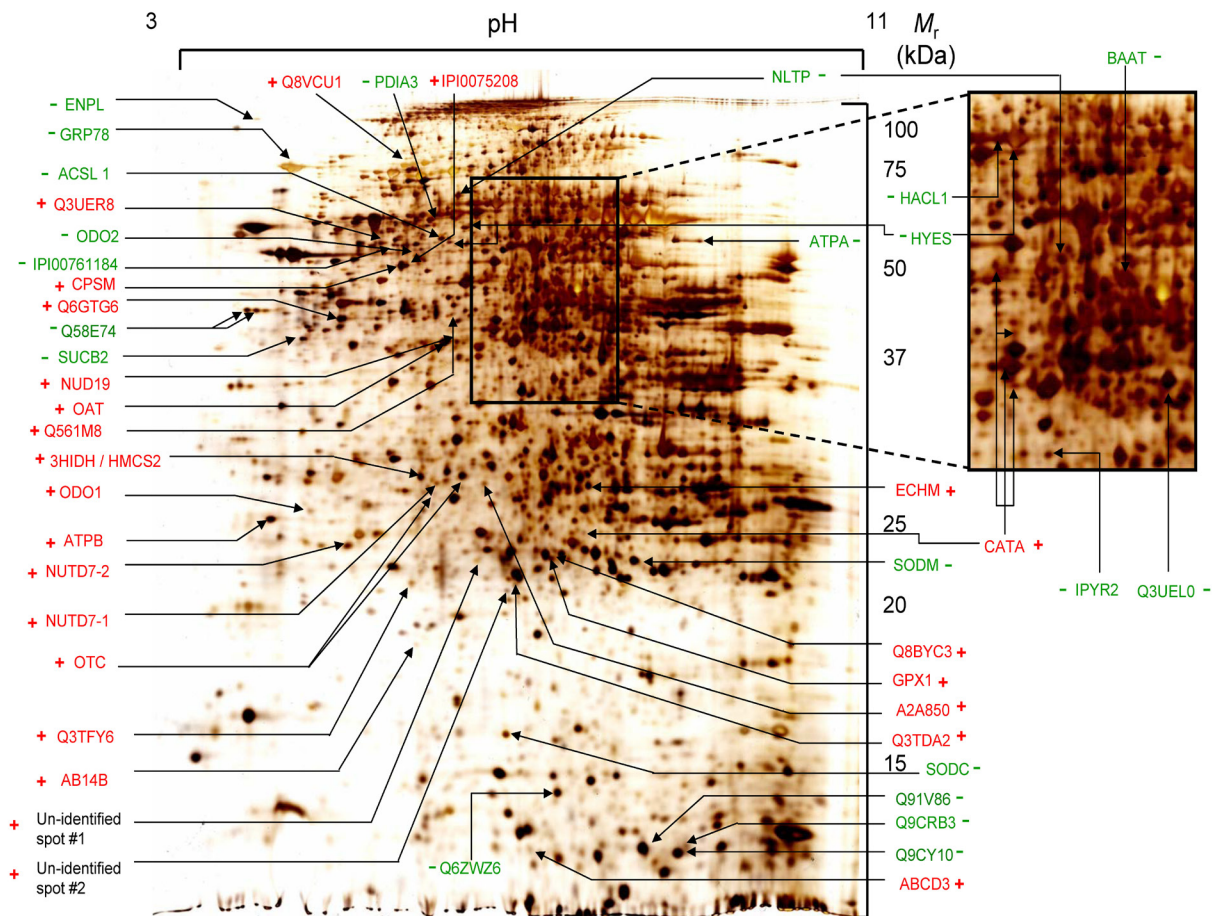 3 pH 11 Mr
(kDa)
+ Q8VCU1 – PDIA3 + IPI0075208 NLTP – BAAT –
– ENPL
– GRP78
– ACSL 1
+ Q3UER8
– ODO2
– IPI00761184
+ CPSM
+ Q6GTG6
– Q58E74
– SUCB2
+ NUD19
+ OAT
+ Q561M8
+ 3HIDH / HMCS2
+ ODO1
+ ATPB
+ NUTD7-2
+ NUTD7-1
+ OTC
+ Q3TFY6
+ AB14B
+ Un-identified
spot #1
+ Un-identified
spot #2
100
75
50
37
25
20
15
– HACL1
– HYES
ATPA –
ECHM +
CATA +
SODM –
– IPYR2 Q3UEL0 –
Q8BYC3 +
GPX1 +
A2A850 +
Q3TDA2 +
SODC –
Q91V86 –
Q9CRB3 –
Q9CY10 –
ABCD3 +
– Q6ZWZ6